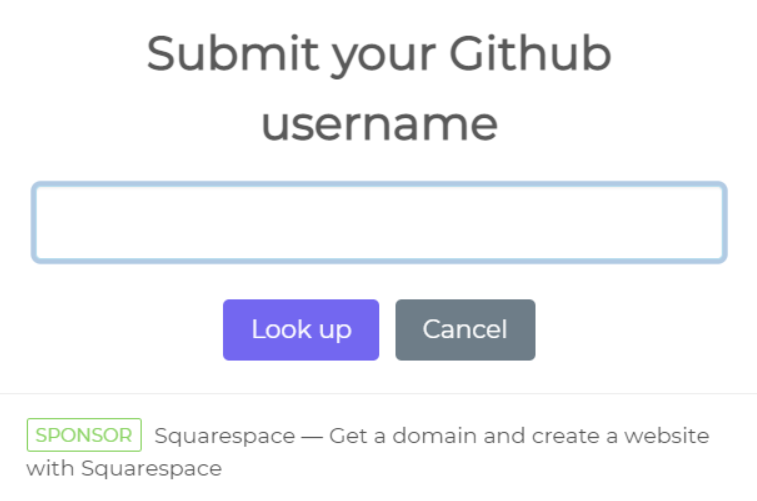 Submit your Github
username
Look up
Cancel
SPONSOR Squarespace — Get a domain and create a website
with Squarespace